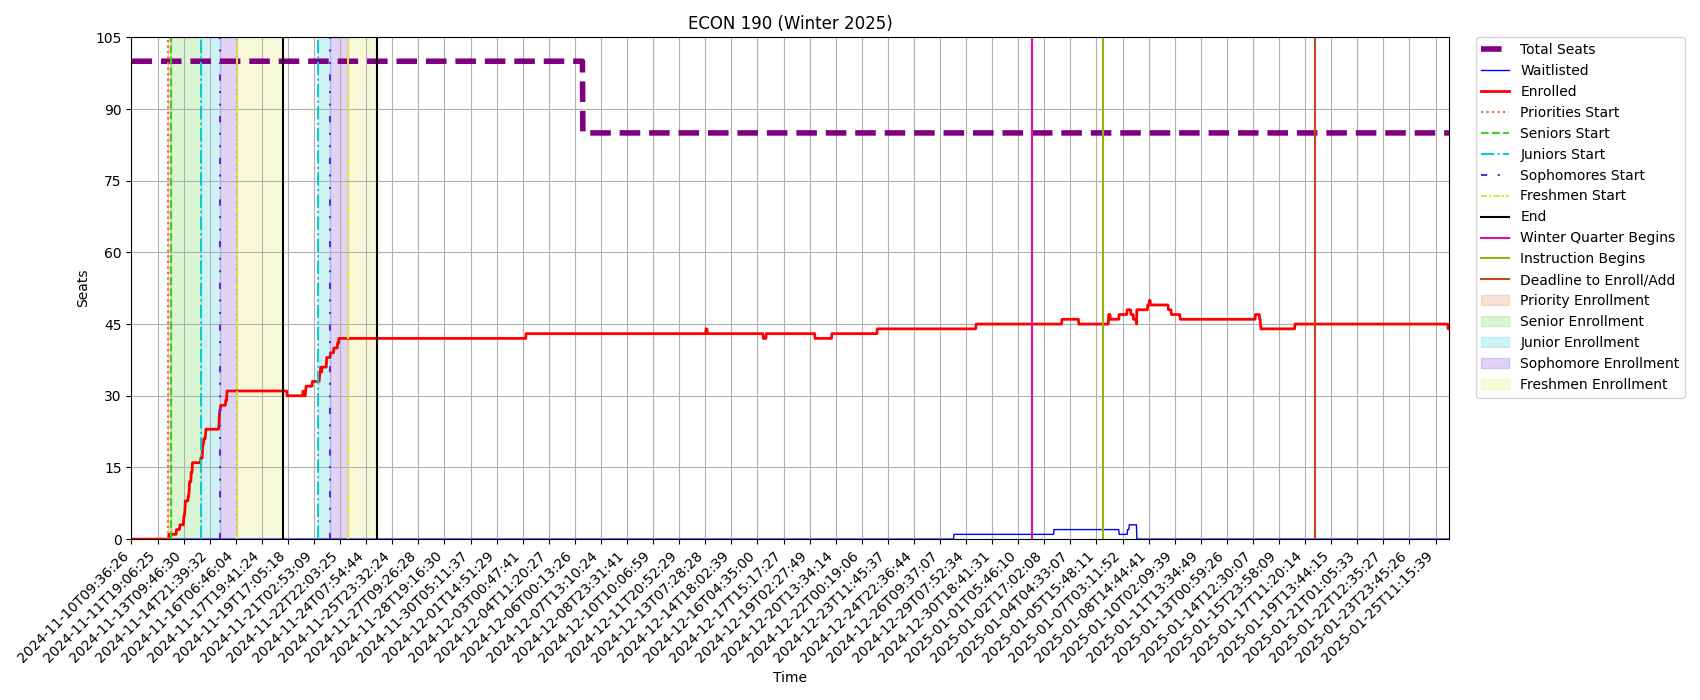 ECON 190 (Winter 2025)
105
90
75
60
45
30
15
0
Seats
2024-11-10T09:36:26
2024-11-11T19:06:25
2024-11-13T09:46:30
2024-11-14T21:39:32
2024-11-16T06:46:04
2024-11-17T19:41:24
2024-11-19T17:05:18
2024-11-21T02:53:09
2024-11-22T22:03:25
2024-11-24T07:54:44
2024-11-25T23:32:24
2024-11-27T09:26:28
2024-11-28T19:16:30
2024-11-30T05:11:37
2024-12-01T14:51:29
2024-12-03T00:47:41
2024-12-04T11:20:27
2024-12-06T00:13:26
2024-12-07T13:10:24
2024-12-08T23:31:41
2024-12-10T10:06:59
2024-12-11T20:52:29
2024-12-13T07:28:28
2024-12-14T18:02:39
2024-12-16T04:35:00
2024-12-17T15:17:27
2024-12-19T02:27:49
2024-12-20T13:34:14
2024-12-22T00:19:06
2024-12-23T11:45:37
2024-12-24T22:36:44
2024-12-26T09:37:07
2024-12-29T07:52:34
2024-12-30T18:41:31
2025-01-01T05:46:10
2025-01-02T17:02:08
2025-01-04T04:33:07
2025-01-05T15:48:11
2025-01-07T03:11:52
2025-01-08T14:44:41
2025-01-10T02:09:39
2025-01-11T13:34:49
2025-01-13T00:59:26
2025-01-14T12:30:07
2025-01-15T23:58:09
2025-01-17T11:20:14
2025-01-19T13:44:15
2025-01-21T01:05:33
2025-01-22T12:35:27
2025-01-23T23:45:26
2025-01-25T11:15:39
Time
Total Seats
Waitlisted
Enrolled
Priorities Start
Seniors Start
Juniors Start
Sophomores Start
Freshmen Start
End
Winter Quarter Begins
Instruction Begins
Deadline to Enroll/Add
Priority Enrollment
Senior Enrollment
Junior Enrollment
Sophomore Enrollment
Freshmen Enrollment